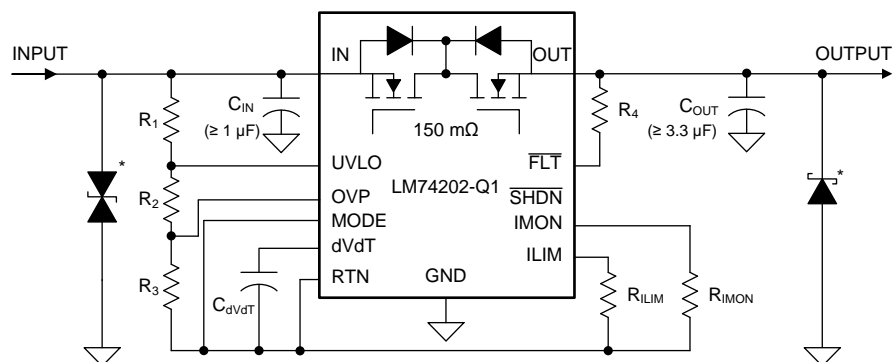 INPUT
IN
OUT
OUTPUT
R1
CIN
(≥ 1 µF)
150 mΩ
R4
COUT
(≥ 3.3 µF)
*
UVLO
FLT
R2
OVP
LM74202-Q1
SHDN
*
MODE
IMON
dVdT
ILIM
R3
CdVdT
RTN
GND
RILIM
RIMON